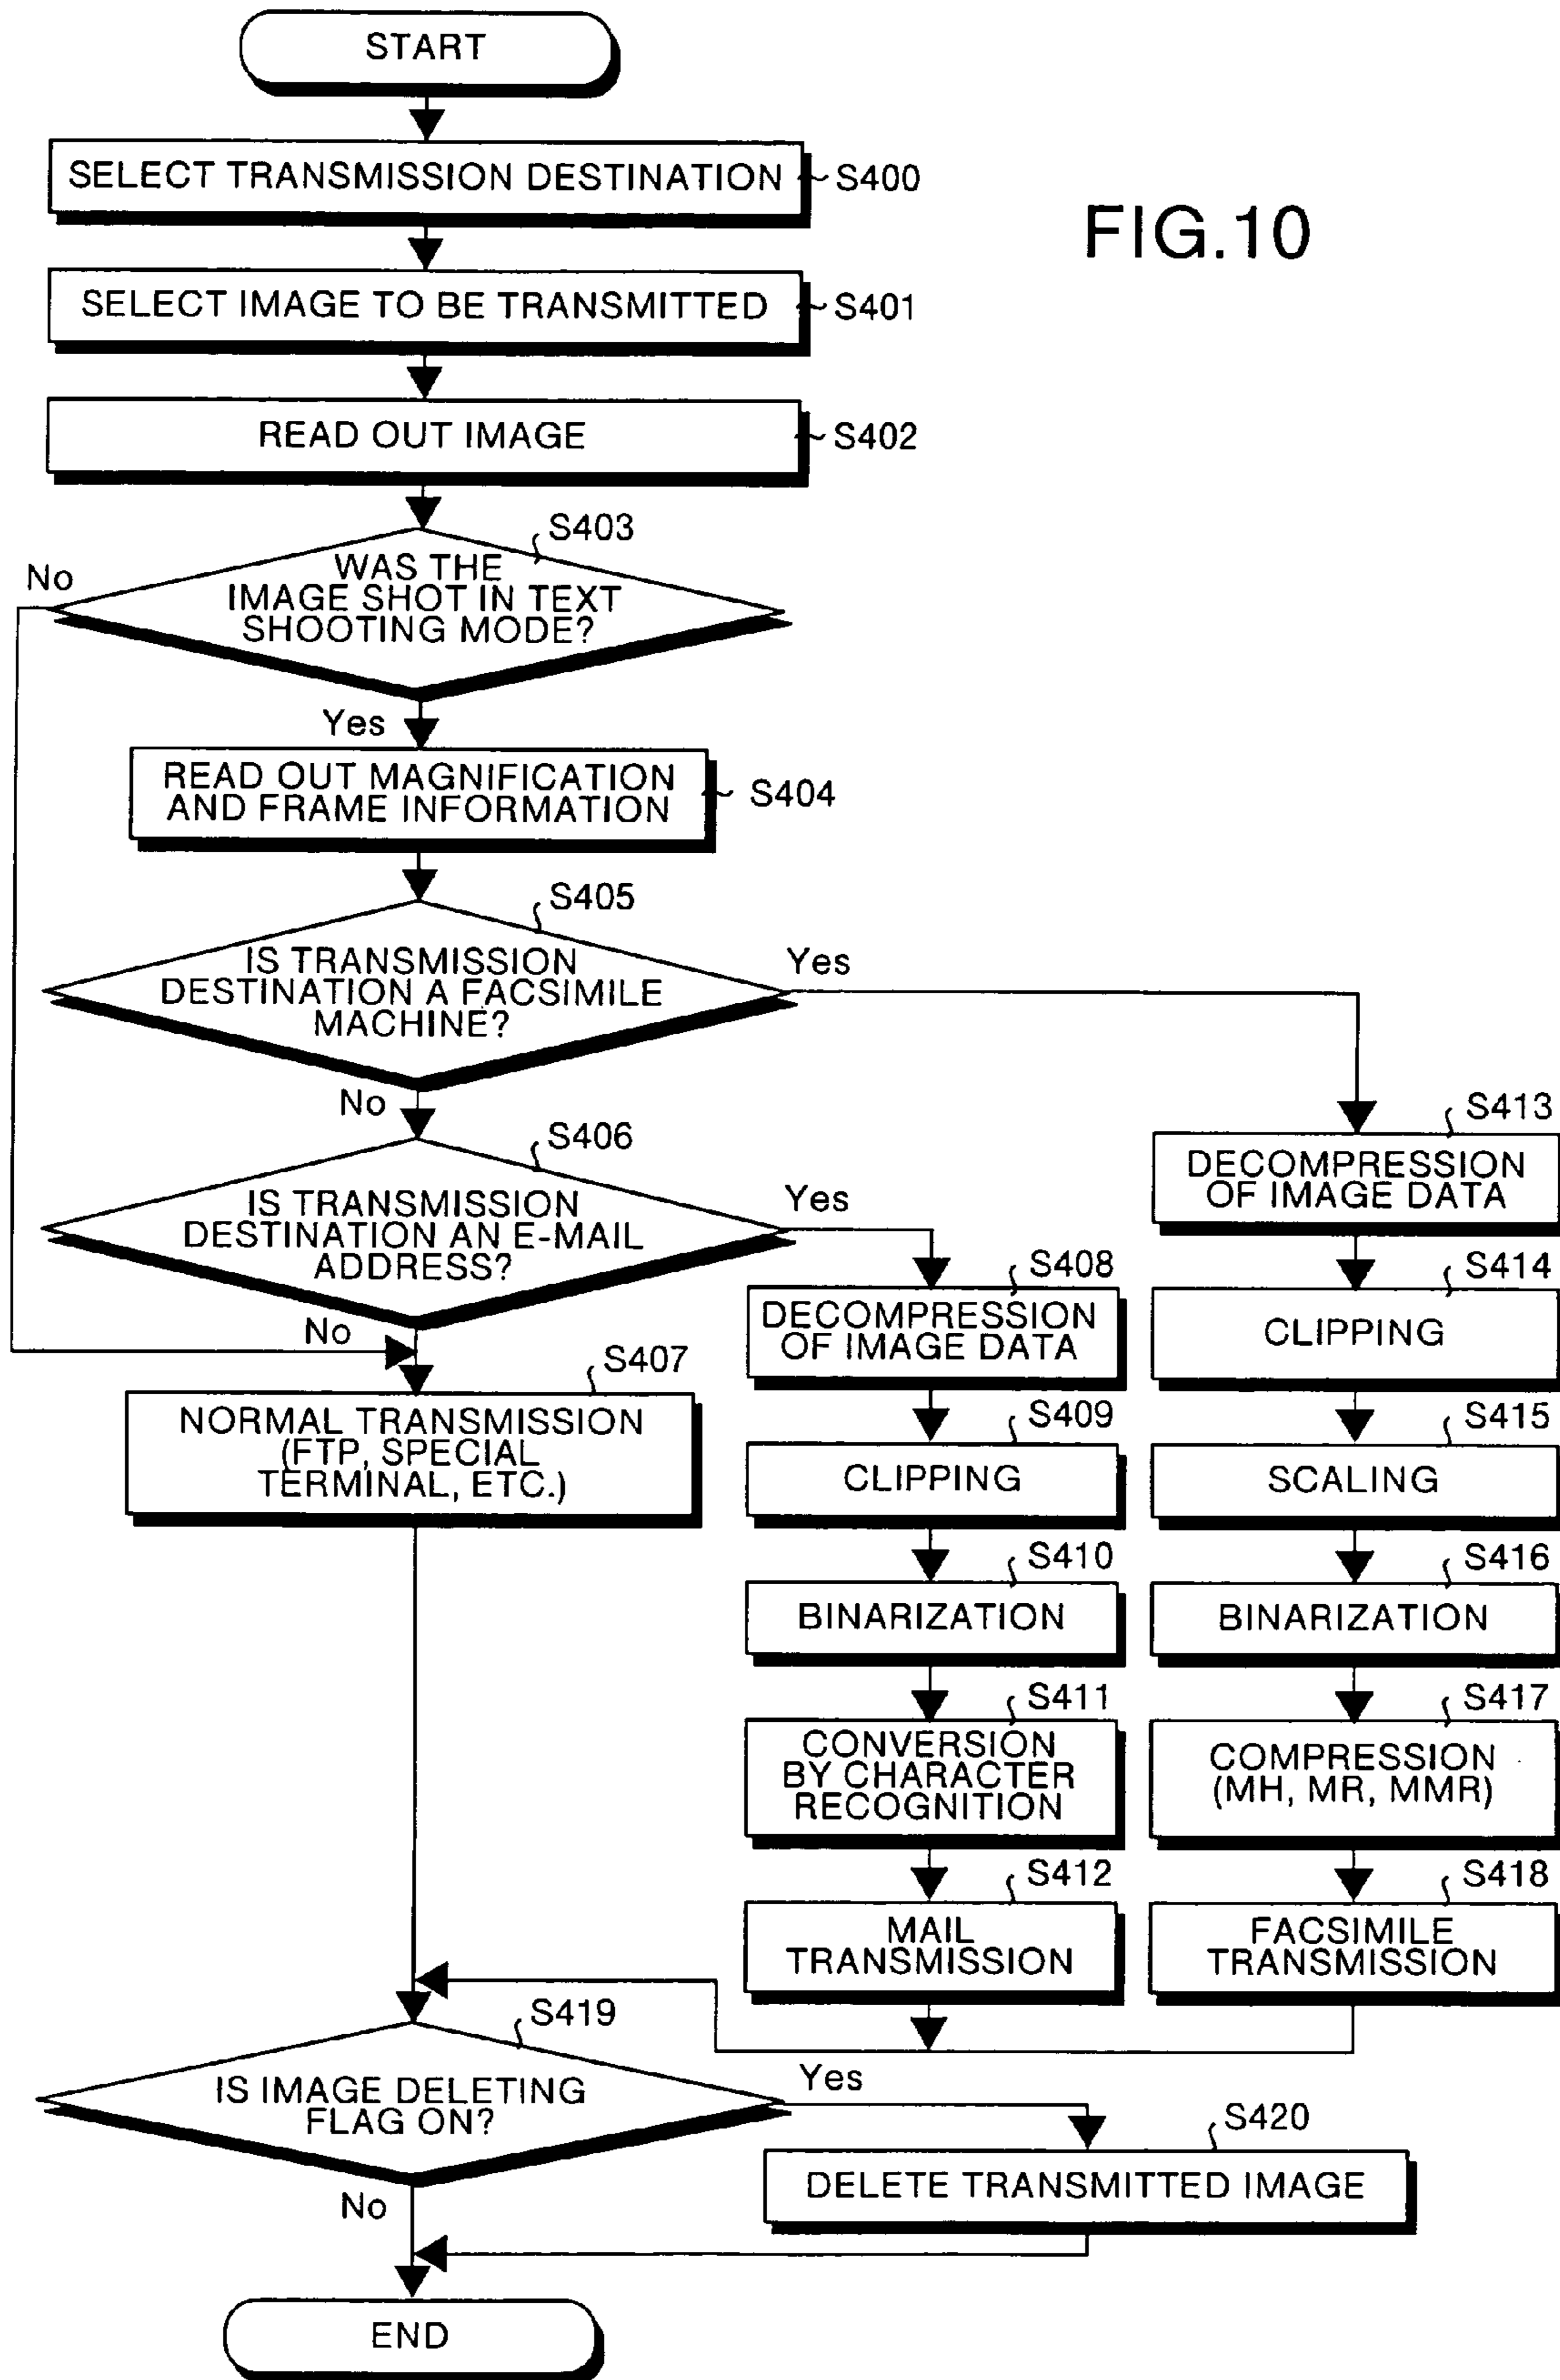 START
SELECT TRANSMISSION DESTINATION
S400
FIG.10
SELECT IMAGE TO BE TRANSMITTED
S401
READ OUT IMAGE
S402
S403
WAS THE
IMAGE SHOT IN TEXT
SHOOTING MODE?
No
Yes
READ OUT MAGNIFICATION
AND FRAME INFORMATION
S404
S405
IS TRANSMISSION
DESTINATION A FACSIMILE
MACHINE?
Yes
No
S406
IS TRANSMISSION
DESTINATION AN E-MAIL
ADDRESS?
Yes
No
S407
NORMAL TRANSMISSION
(FTP, SPECIAL
TERMINAL, ETC.)
S408
DECOMPRESSION
OF IMAGE DATA
S409
CLIPPING
S410
BINARIZATION
S411
CONVERSION
BY CHARACTER
RECOGNITION
S412
MAIL
TRANSMISSION
S413
DECOMPRESSION
OF IMAGE DATA
S414
CLIPPING
S415
SCALING
S416
BINARIZATION
S417
COMPRESSION
(MH, MR, MMR)
S418
FACSIMILE
TRANSMISSION
S419
IS IMAGE DELETING
FLAG ON?
Yes
No
S420
DELETE TRANSMITTED IMAGE
END